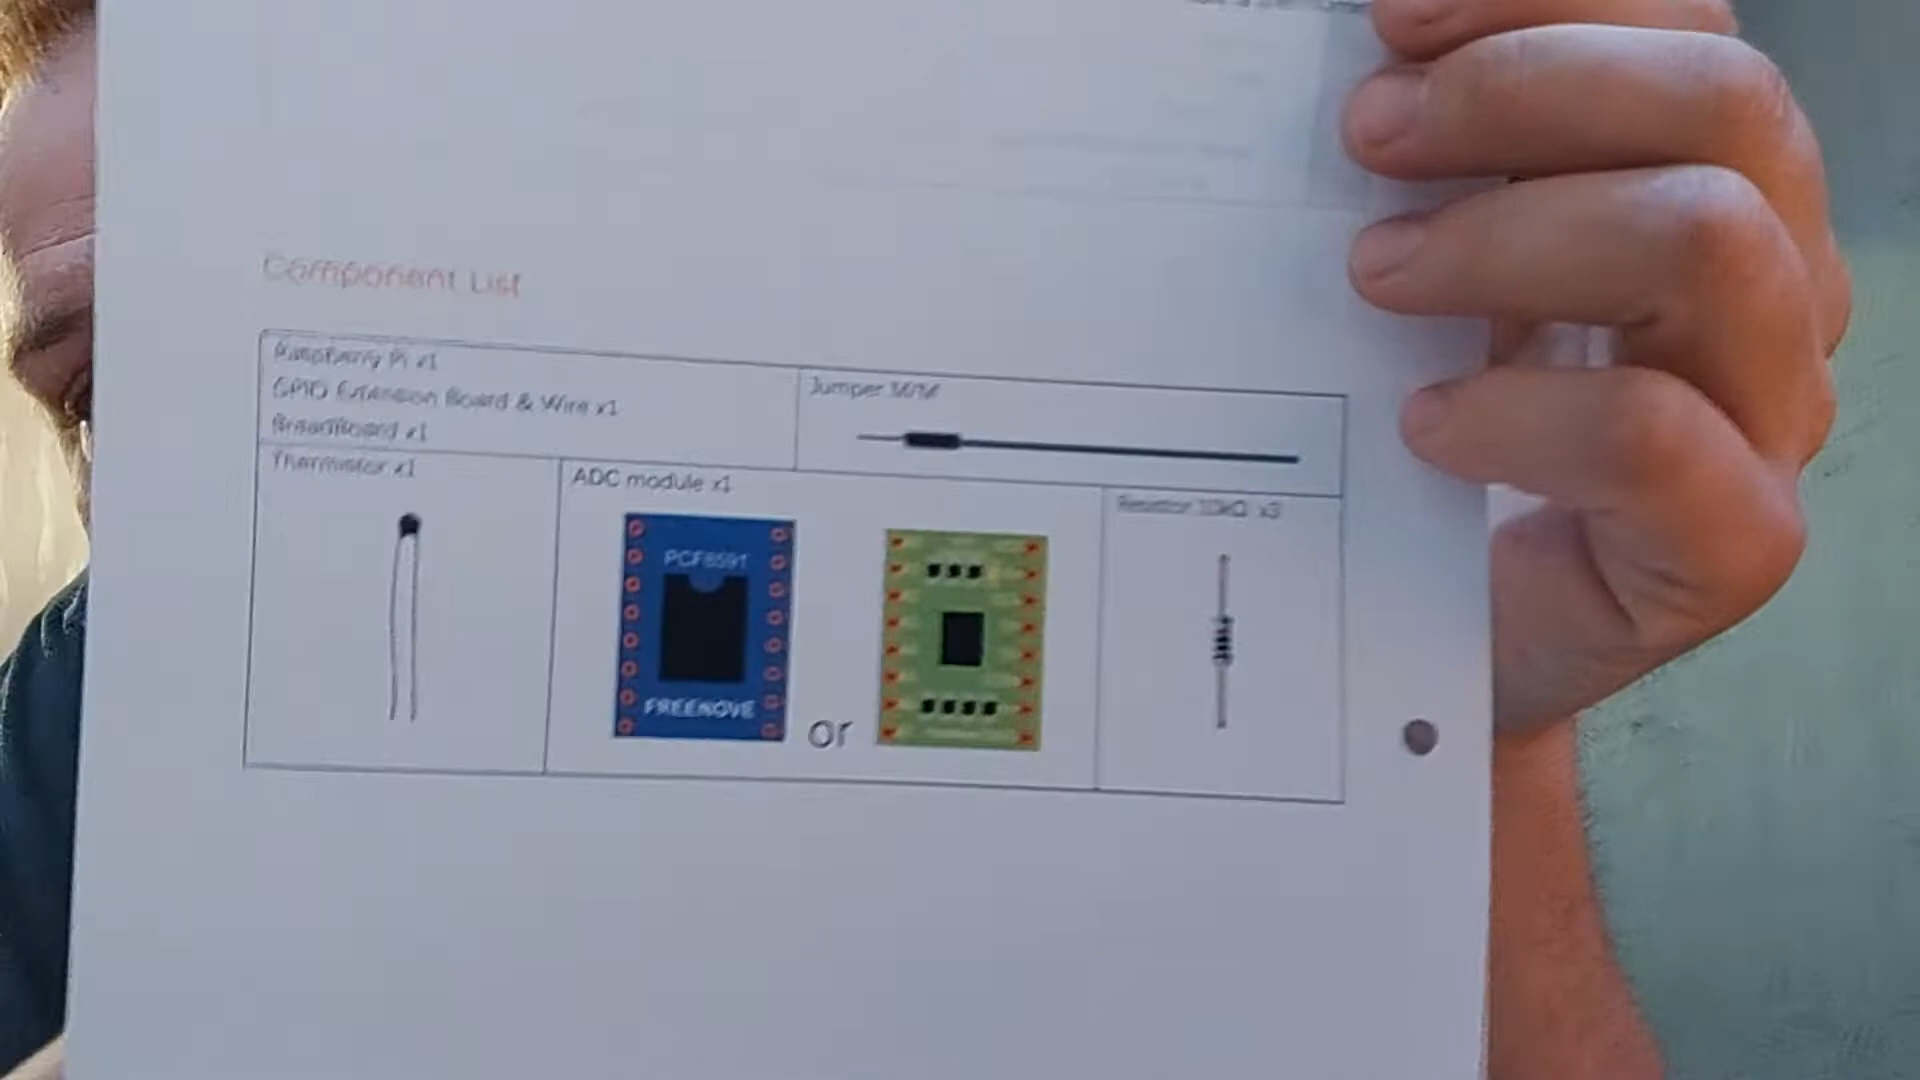 Component List
Raspberry Pi x1
GPIO Extension Board & Wire x1
BreadBoard x1
Jumper M/M
Thermistor x1
ADC module x1
Resistor 10kΩ x3
PCF8591
FREENOVE
or